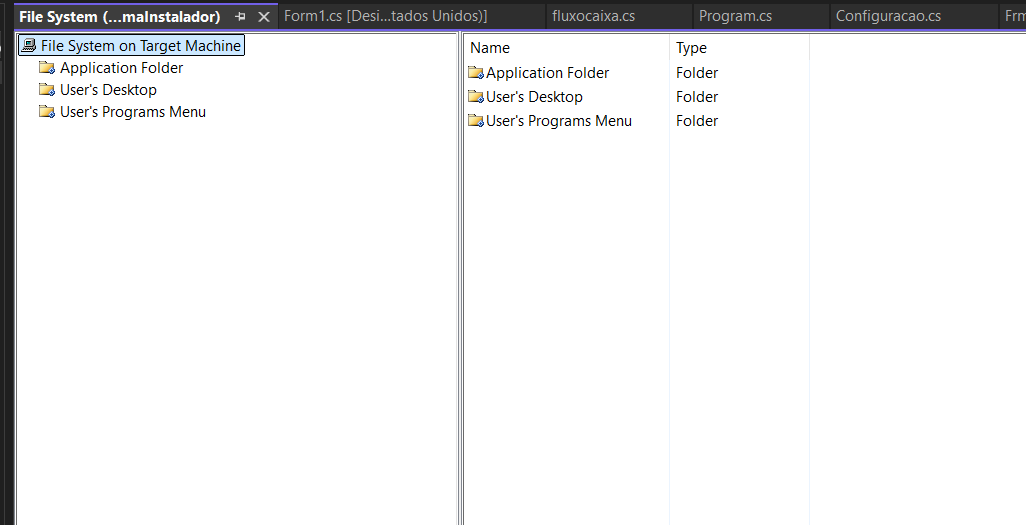 File System (...maInstalador)
Form1.cs [Desi...tados Unidos)]
fluxocaixa.cs
Program.cs
Configuracao.cs
Frm
File System on Target Machine
Application Folder
User's Desktop
User's Programs Menu
Name Type
Application Folder Folder
User's Desktop Folder
User's Programs Menu Folder